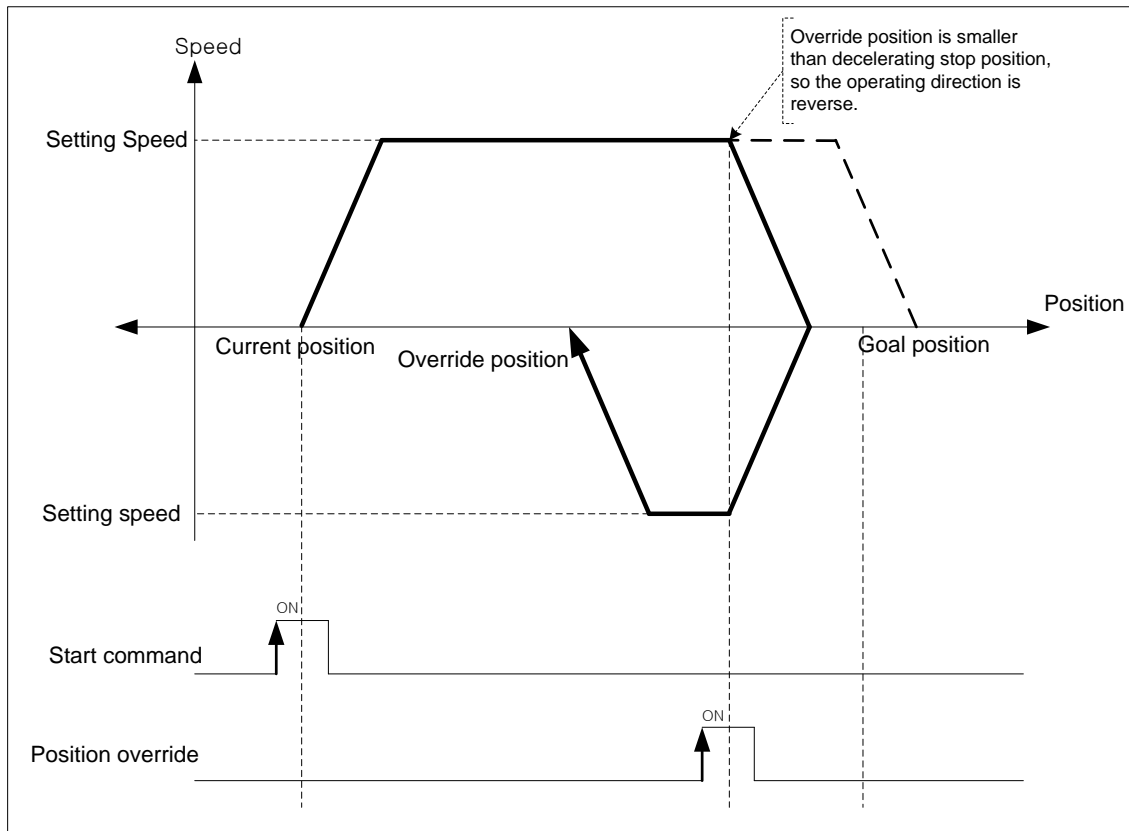 Speed
Override position is smaller
than decelerating stop position,
so the operating direction is
reverse.
Setting Speed
Position
Current position
Override position
Goal position
Setting speed
ON
Start command
ON
Position override